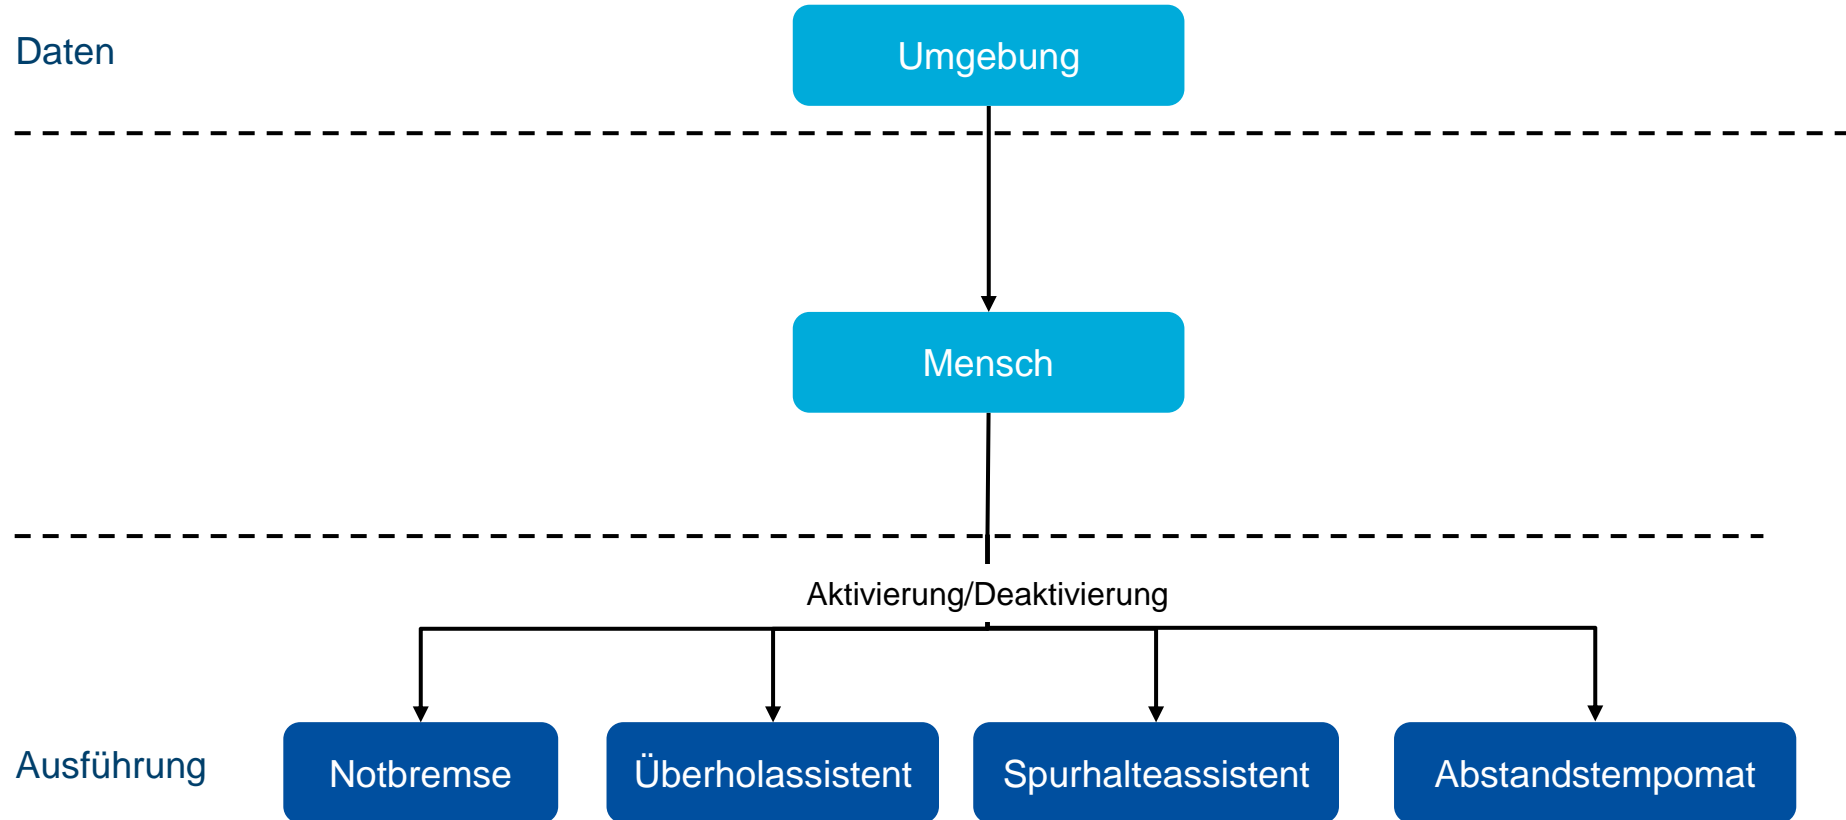 Daten
Umgebung
Mensch
Aktivierung/Deaktivierung
Ausführung
Notbremse
Überholassistent
Spurhalteassistent
Abstandstempomat